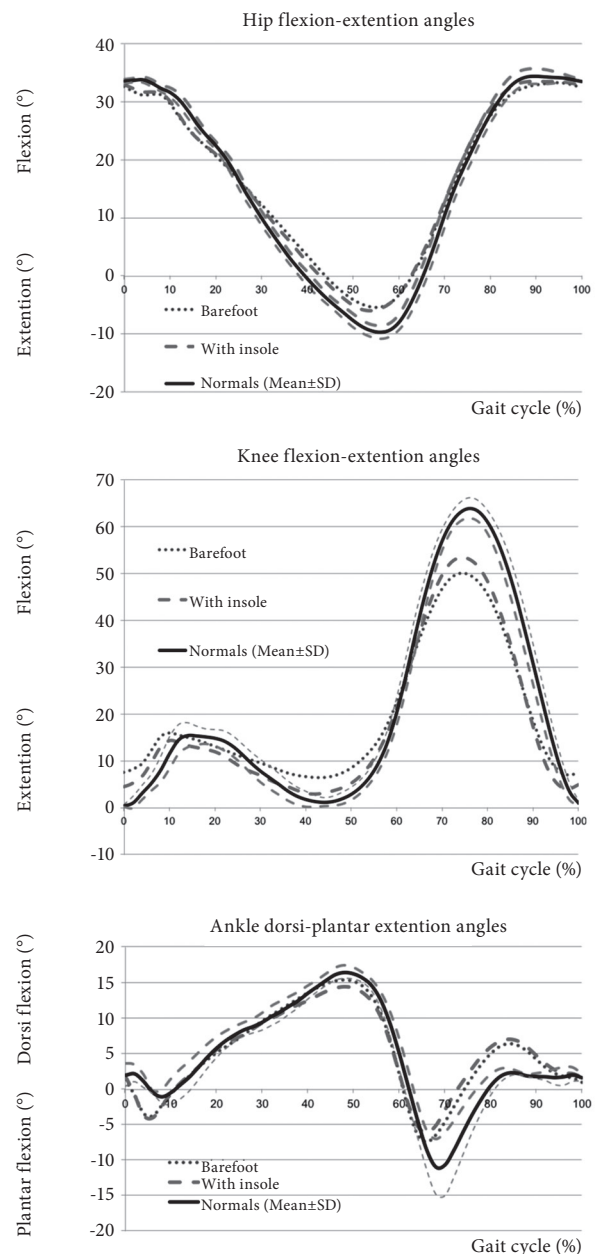 Hip flexion-extention angles
40
30
20
10
0
-10
-20
Flexion (°)
Extention (°)
0 10 20 30 40 50 60 70 80 90 100
Barefoot
With insole
Normals (Mean±SD)
Gait cycle (%)
Knee flexion-extention angles
70
60
50
40
30
20
10
0
-10
Flexion (°)
Extention (°)
0 10 20 30 40 50 60 70 80 90 100
Barefoot
With insole
Normals (Mean±SD)
Gait cycle (%)
Ankle dorsi-plantar extention angles
20
15
10
5
0
-5
-10
-15
-20
Dorsi flexion (°)
Plantar flexion (°)
0 10 20 30 40 50 60 70 80 90 100
Barefoot
With insole
Normals (Mean±SD)
Gait cycle (%)